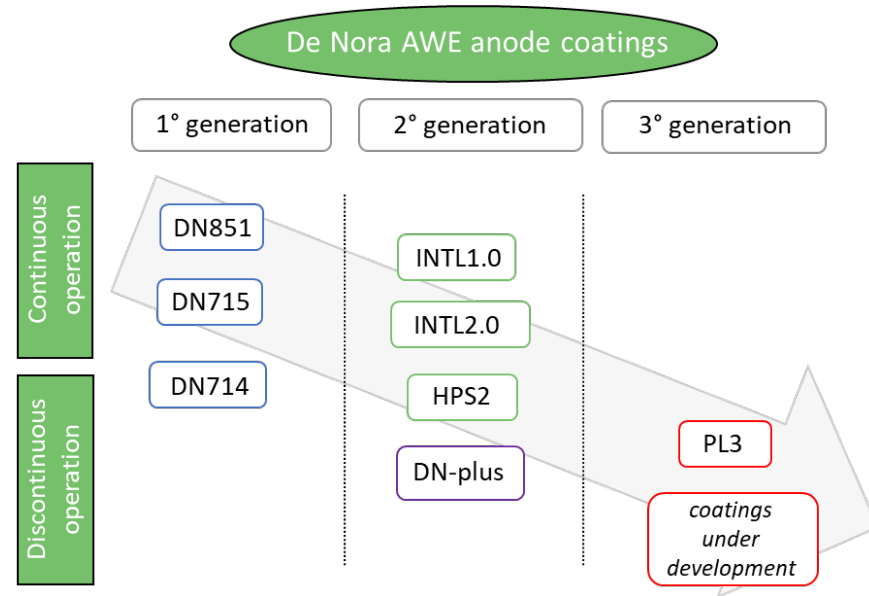 De Nora AWE anode coatings
1° generation
2° generation
3° generation
Continuous
operation
DN851
DN715
DN714
INTL1.0
INTL2.0
HPS2
DN-plus
Discontinuous
operation
PL3
coatings
under
development